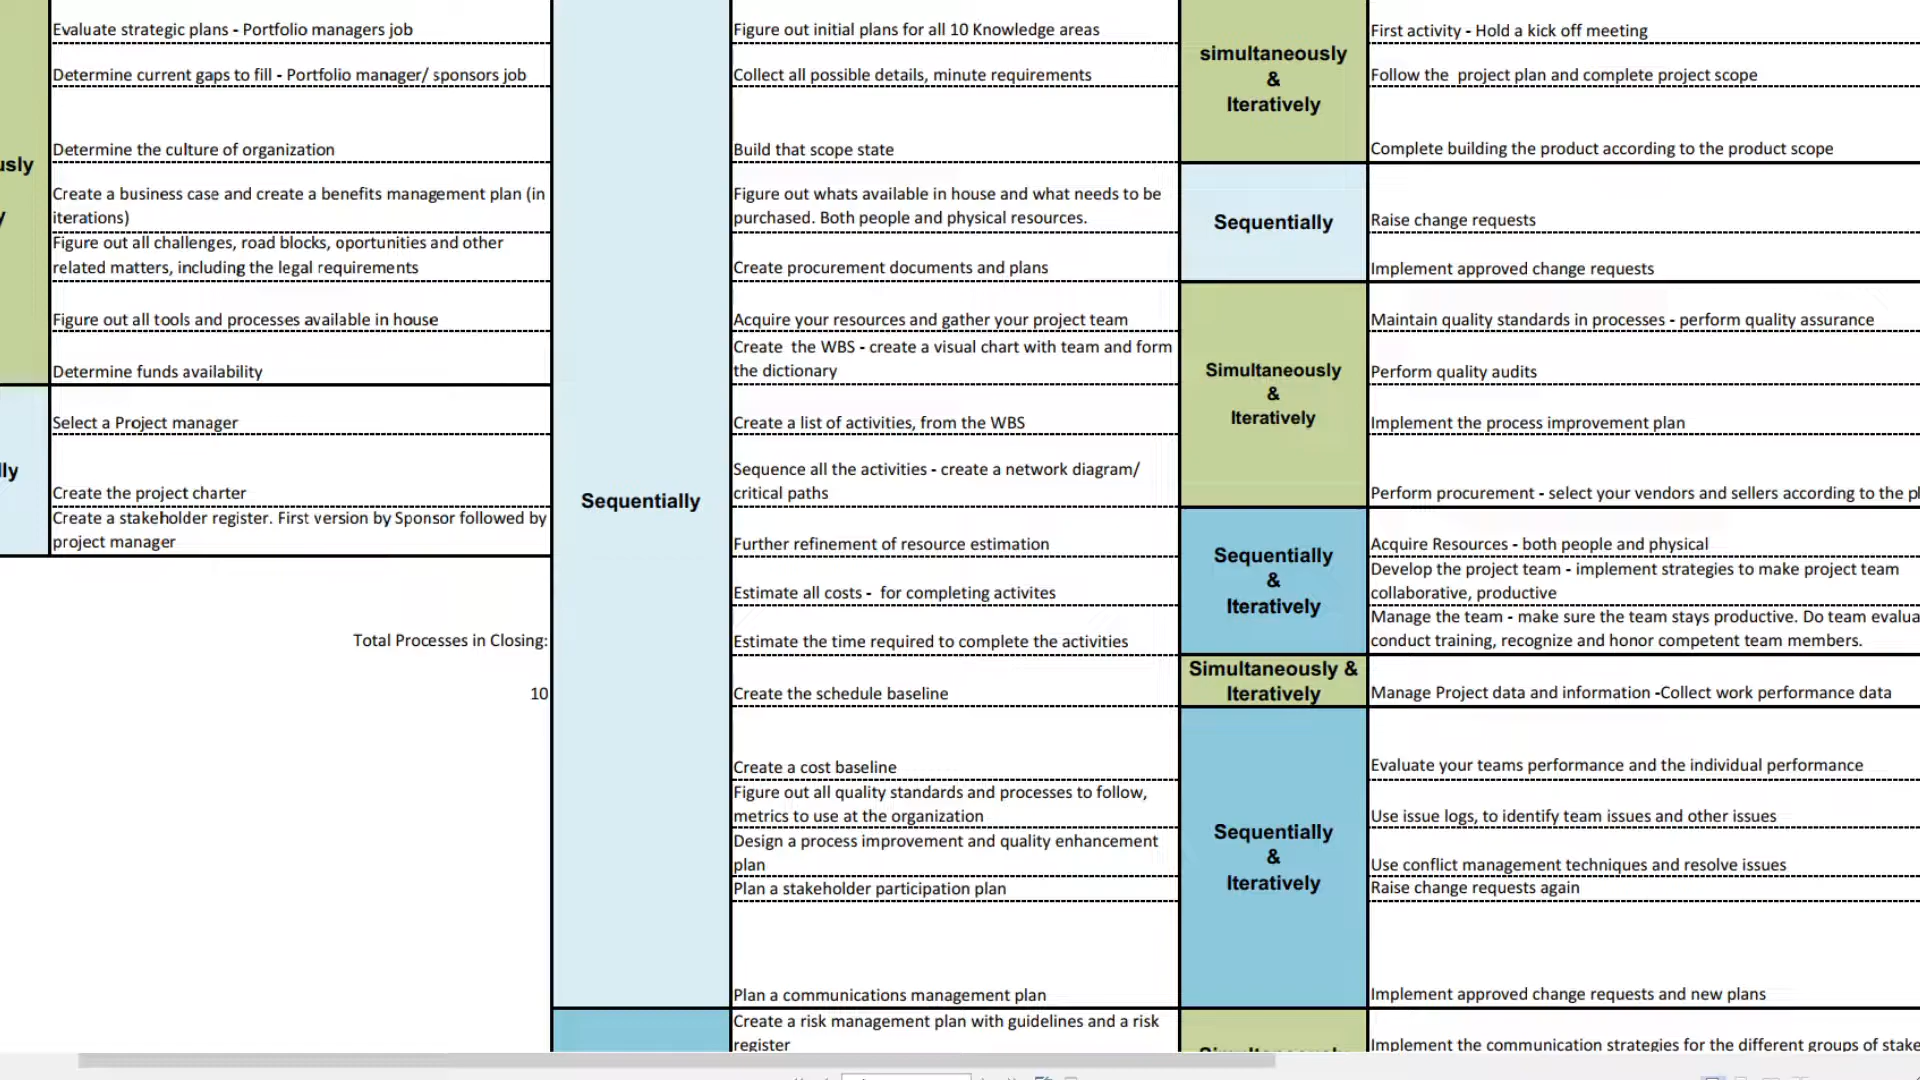 usly
y
Evaluate strategic plans - Portfolio managers job
Determine current gaps to fill - Portfolio manager/ sponsors job
Determine the culture of organization
Create a business case and create a benefits management plan (in
iterations)
Figure out all challenges, road blocks, oportunities and other
related matters, including the legal requirements
Figure out all tools and processes available in house
Determine funds availability
lly
Select a Project manager
Create the project charter
Create a stakeholder register. First version by Sponsor followed by
project manager
Total Processes in Closing:
10
Sequentially
Figure out initial plans for all 10 Knowledge areas
Collect all possible details, minute requirements
Build that scope state
Figure out whats available in house and what needs to be
purchased. Both people and physical resources.
Create procurement documents and plans
Acquire your resources and gather your project team
Create the WBS - create a visual chart with team and form
the dictionary
Create a list of activities, from the WBS
Sequence all the activities - create a network diagram/
critical paths
Further refinement of resource estimation
Estimate all costs - for completing activites
Estimate the time required to complete the activities
Create the schedule baseline
Create a cost baseline
Figure out all quality standards and processes to follow,
metrics to use at the organization
Design a process improvement and quality enhancement
plan
Plan a stakeholder participation plan
Plan a communications management plan
Create a risk management plan with guidelines and a risk
register
simultaneously
&
Iteratively
First activity - Hold a kick off meeting
Follow the project plan and complete project scope
Complete building the product according to the product scope
Sequentially
Raise change requests
Implement approved change requests
Simultaneously
&
Iteratively
Maintain quality standards in processes - perform quality assurance
Perform quality audits
Implement the process improvement plan
Perform procurement - select your vendors and sellers according to the pl
Sequentially
&
Iteratively
Acquire Resources - both people and physical
Develop the project team - implement strategies to make project team
collaborative, productive
Manage the team - make sure the team stays productive. Do team evalua
conduct training, recognize and honor competent team members.
Simultaneously &
Iteratively
Manage Project data and information -Collect work performance data
Sequentially
&
Iteratively
Evaluate your teams performance and the individual performance
Use issue logs, to identify team issues and other issues
Use conflict management techniques and resolve issues
Raise change requests again
Implement approved change requests and new plans
Implement the communication strategies for the different groups of stake